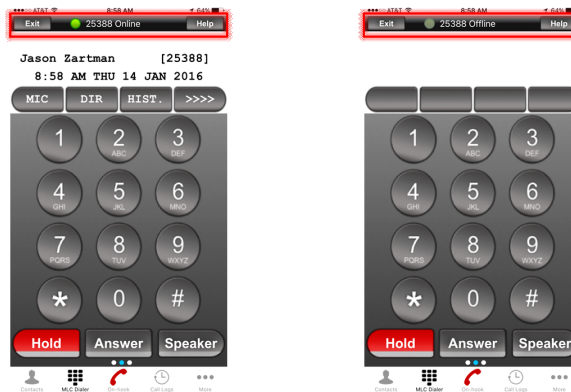 ●●●○○ AT&T 8:58 AM 64%
Exit 25388 Online Help
Jason Zartman [25388]
8:58 AM THU 14 JAN 2016
MIC DIR HIST. >>>>
1 2 ABC 3 DEF
4 GHI 5 JKL 6 MNO
7 PQRS 8 TUV 9 WXYZ
* 0 #
Hold Answer Speaker
Contacts MLC Dialer On-hook Call Logs More
●●●○○ AT&T 8:58 AM 64%
Exit 25388 Offline Help
1 2 ABC 3 DEF
4 GHI 5 JKL 6 MNO
7 PQRS 8 TUV 9 WXYZ
* 0 #
Hold Answer Speaker
Contacts MLC Dialer On-hook Call Logs More